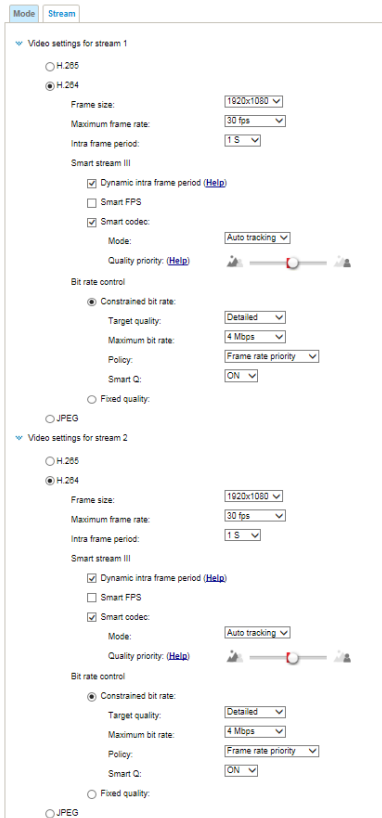 Mode Stream
Video settings for stream 1
H.265
H.264
Frame size: 1920x1080
Maximum frame rate: 30 fps
Intra frame period: 1 S
Smart stream III
Dynamic intra frame period (Help)
Smart FPS
Smart codec:
Mode: Auto tracking
Quality priority: (Help)
Bit rate control
Constrained bit rate:
Target quality: Detailed
Maximum bit rate: 4 Mbps
Policy: Frame rate priority
Smart Q: ON
Fixed quality:
JPEG
Video settings for stream 2
H.265
H.264
Frame size: 1920x1080
Maximum frame rate: 30 fps
Intra frame period: 1 S
Smart stream III
Dynamic intra frame period (Help)
Smart FPS
Smart codec:
Mode: Auto tracking
Quality priority: (Help)
Bit rate control
Constrained bit rate:
Target quality: Detailed
Maximum bit rate: 4 Mbps
Policy: Frame rate priority
Smart Q: ON
Fixed quality:
JPEG